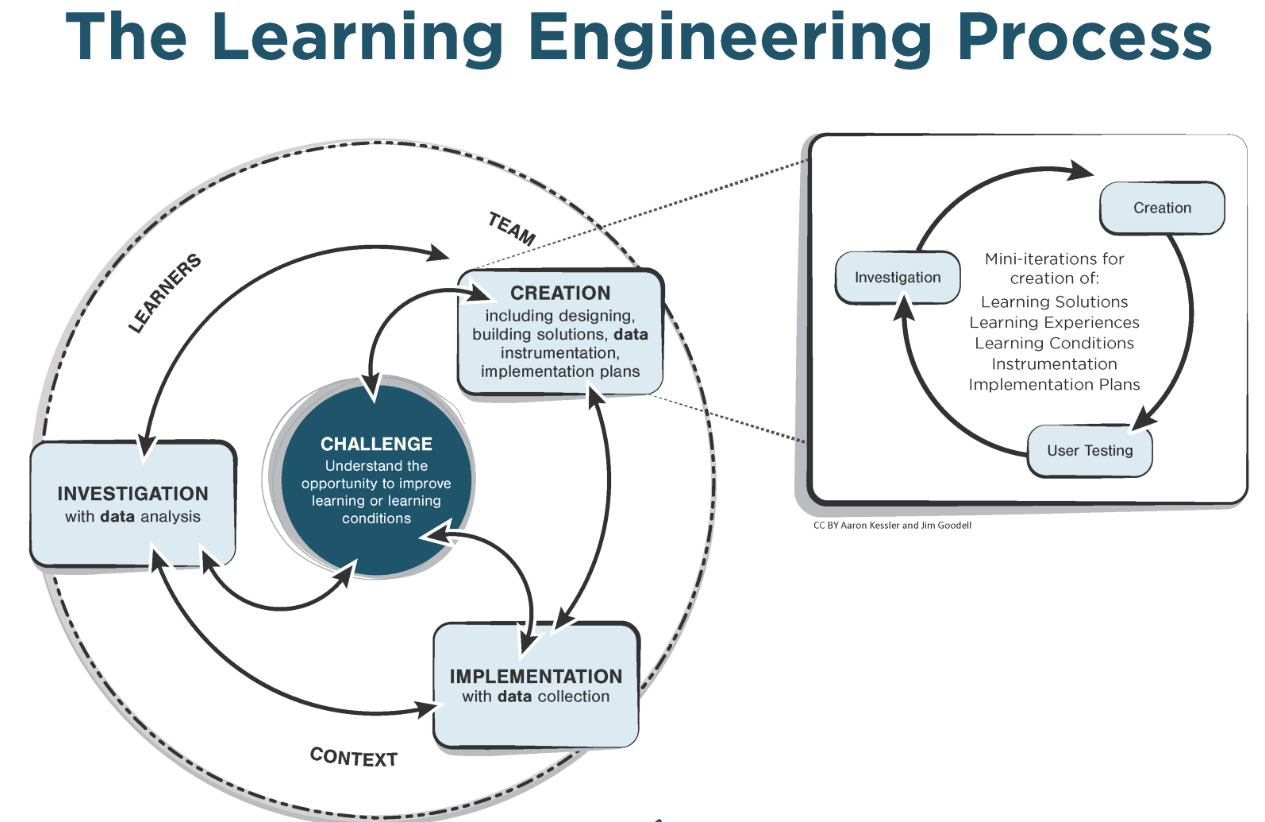 The Learning Engineering Process
LEARNERS
TEAM
CREATION
including designing,
building solutions, data
instrumentation,
implementation plans
CHALLENGE
Understand the
opportunity to improve
learning or learning
conditions
INVESTIGATION
with data analysis
IMPLEMENTATION
with data collection
CONTEXT
Creation
Investigation
Mini-iterations for
creation of:
Learning Solutions
Learning Experiences
Learning Conditions
Instrumentation
Implementation Plans
User Testing
CC BY Aaron Kessler and Jim Goodell